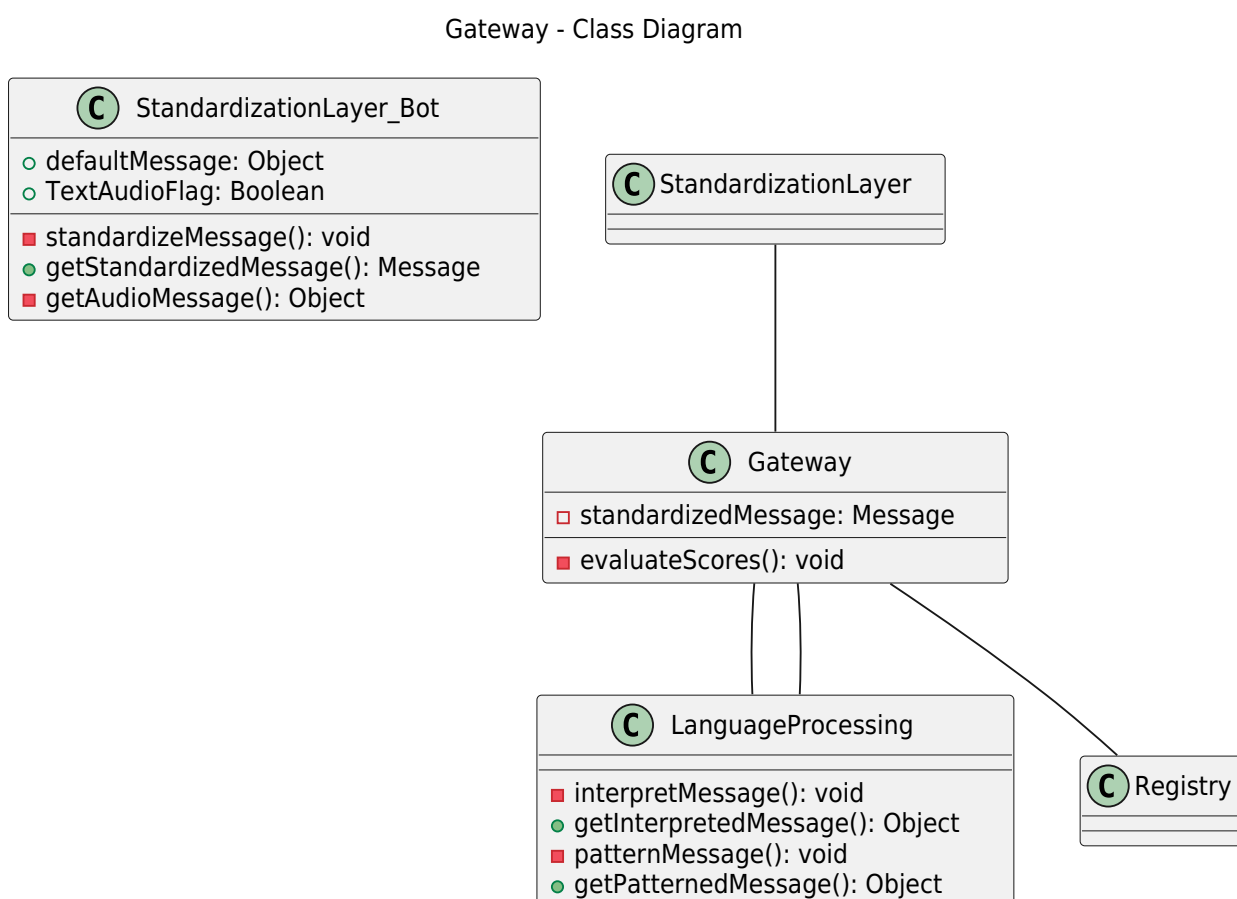 Gateway - Class Diagram
C StandardizationLayer_Bot
defaultMessage: Object
TextAudioFlag: Boolean
standardizeMessage(): void
getStandardizedMessage(): Message
getAudioMessage(): Object
C StandardizationLayer
C Gateway
standardizedMessage: Message
evaluateScores(): void
C LanguageProcessing
interpretMessage(): void
getInterpretedMessage(): Object
patternMessage(): void
getPatternedMessage(): Object
C Registry